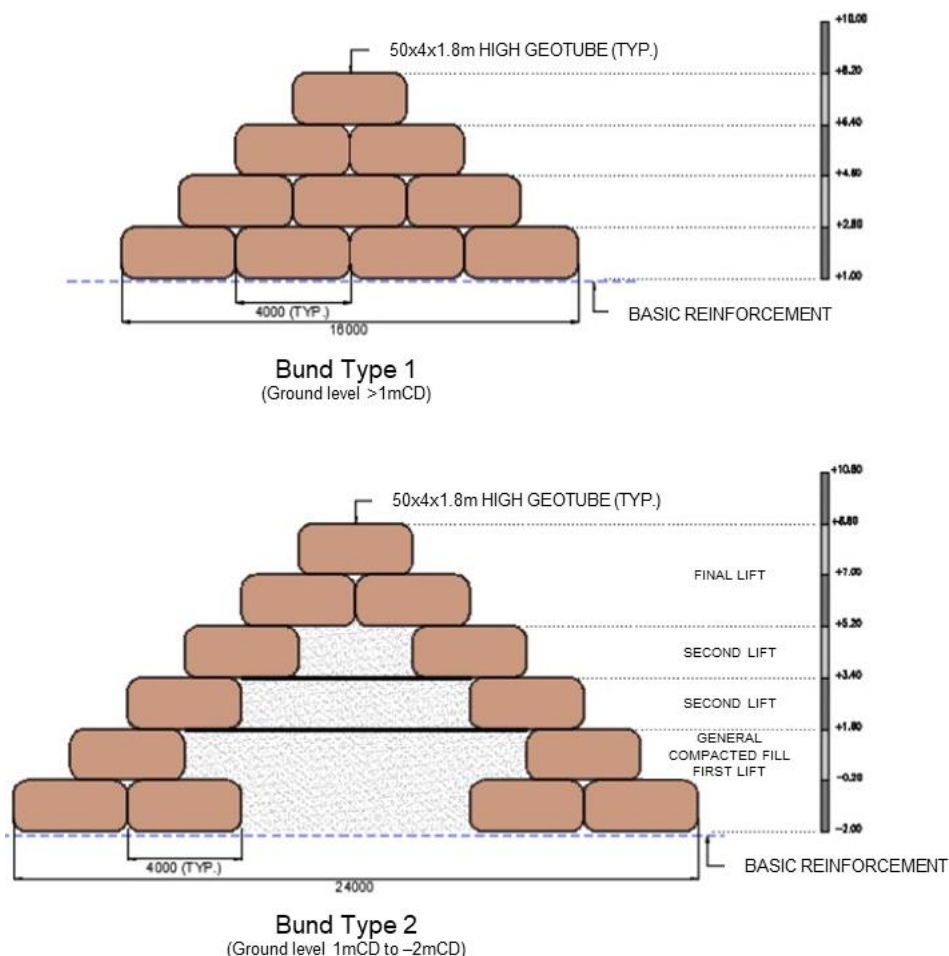 +10.00
50x4x1.8m HIGH GEOTUBE (TYP.)
+8.20
+6.40
+4.60
+2.80
+1.00
4000 (TYP.)
16000
BASIC REINFORCEMENT
Bund Type 1
(Ground level >1mCD)
+10.80
50x4x1.8m HIGH GEOTUBE (TYP.)
+8.80
FINAL LIFT
+7.00
+5.20
SECOND LIFT
+3.40
SECOND LIFT
+1.80
GENERAL
COMPACTED FILL
FIRST LIFT
-0.20
-2.00
4000 (TYP.)
24000
BASIC REINFORCEMENT
Bund Type 2
(Ground level 1mCD to –2mCD)